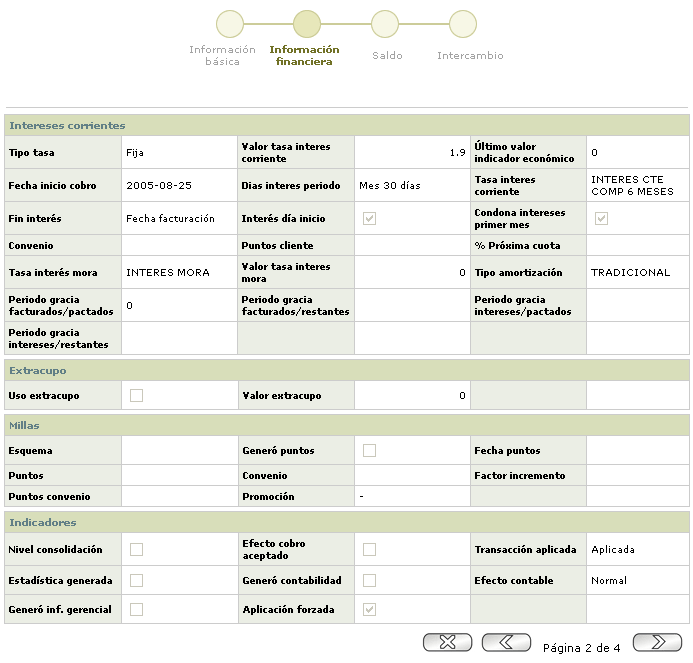 Información básica
Información financiera
Saldo
Intercambio
Intereses corrientes
Tipo tasa Fija Valor tasa interes corriente 1.9 Último valor indicador económico 0
Fecha inicio cobro 2005-08-25 Dias interes periodo Mes 30 días Tasa interes corriente INTERES CTE COMP 6 MESES
Fin interés Fecha facturación Interés día inicio Condona intereses primer mes
Convenio Puntos cliente % Próxima cuota
Tasa interés mora INTERES MORA Valor tasa interes mora 0 Tipo amortización TRADICIONAL
Periodo gracia facturados/pactados 0 Periodo gracia facturados/restantes Periodo gracia intereses/pactados
Periodo gracia intereses/restantes
Extracupo
Uso extracupo Valor extracupo 0
Millas
Esquema Generó puntos Fecha puntos
Puntos Convenio Factor incremento
Puntos convenio Promoción -
Indicadores
Nivel consolidación Efecto cobro aceptado Transacción aplicada Aplicada
Estadística generada Generó contabilidad Efecto contable Normal
Generó inf. gerencial Aplicación forzada
Página 2 de 4